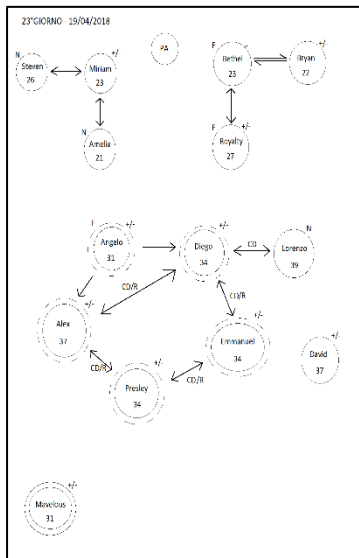 23°GIORNO - 19/04/2018
N
Steven
26
+/-
Miriam
23
N
Amelia
21
PA
F
Bethel
23
+/
Bryan
22
F
+/-
Royalty
27
F
+/-
Angelo
31
+/-
Diego
34
CD
N
Lorenzo
39
CD/R
CD/R
+/-
Alex
37
+/-
Emmanuel
34
+/-
David
37
CD/R
CD/R
+/-
Presley
34
+/-
Mavelous
31